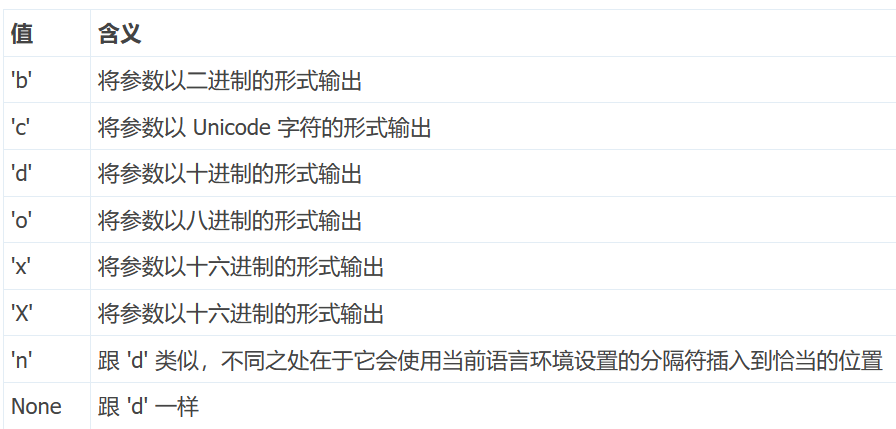 值 含义
'b' 将参数以二进制的形式输出
'c' 将参数以 Unicode 字符的形式输出
'd' 将参数以十进制的形式输出
'o' 将参数以八进制的形式输出
'x' 将参数以十六进制的形式输出
'X' 将参数以十六进制的形式输出
'n' 跟 'd' 类似，不同之处在于它会使用当前语言环境设置的分隔符插入到恰当的位置
None 跟 'd' 一样